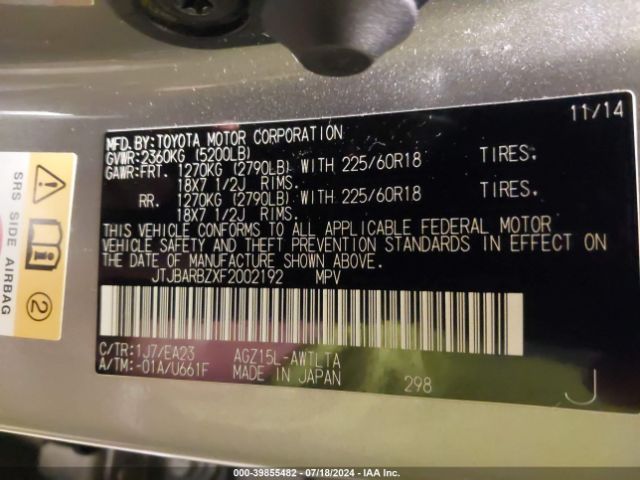 11/14
MFD. BY: TOYOTA MOTOR CORPORATION
GVWR: 2360KG (5200LB)
GAWR: FRT. 1270KG (2790LB) WITH 225/60R18 TIRES.
18X7 1/2J RIMS.
RR. 1270KG (2790LB) WITH 225/60R18 TIRES.
18X7 1/2J RIMS.
THIS VEHICLE CONFORMS TO ALL APPLICABLE FEDERAL MOTOR
VEHICLE SAFETY AND THEFT PREVENTION STANDARDS IN EFFECT ON
THE DATE OF MANUFACTURE SHOWN ABOVE.
JTJBARBZXF2002192 MPV
C/TR: 1J7/EA23 AGZ15L-AWTLTA
A/TM: -01A/U661F MADE IN JAPAN 298 J
SRS SIDE AIRBAG
2
000-39855482 - 07/18/2024 - IAA Inc.